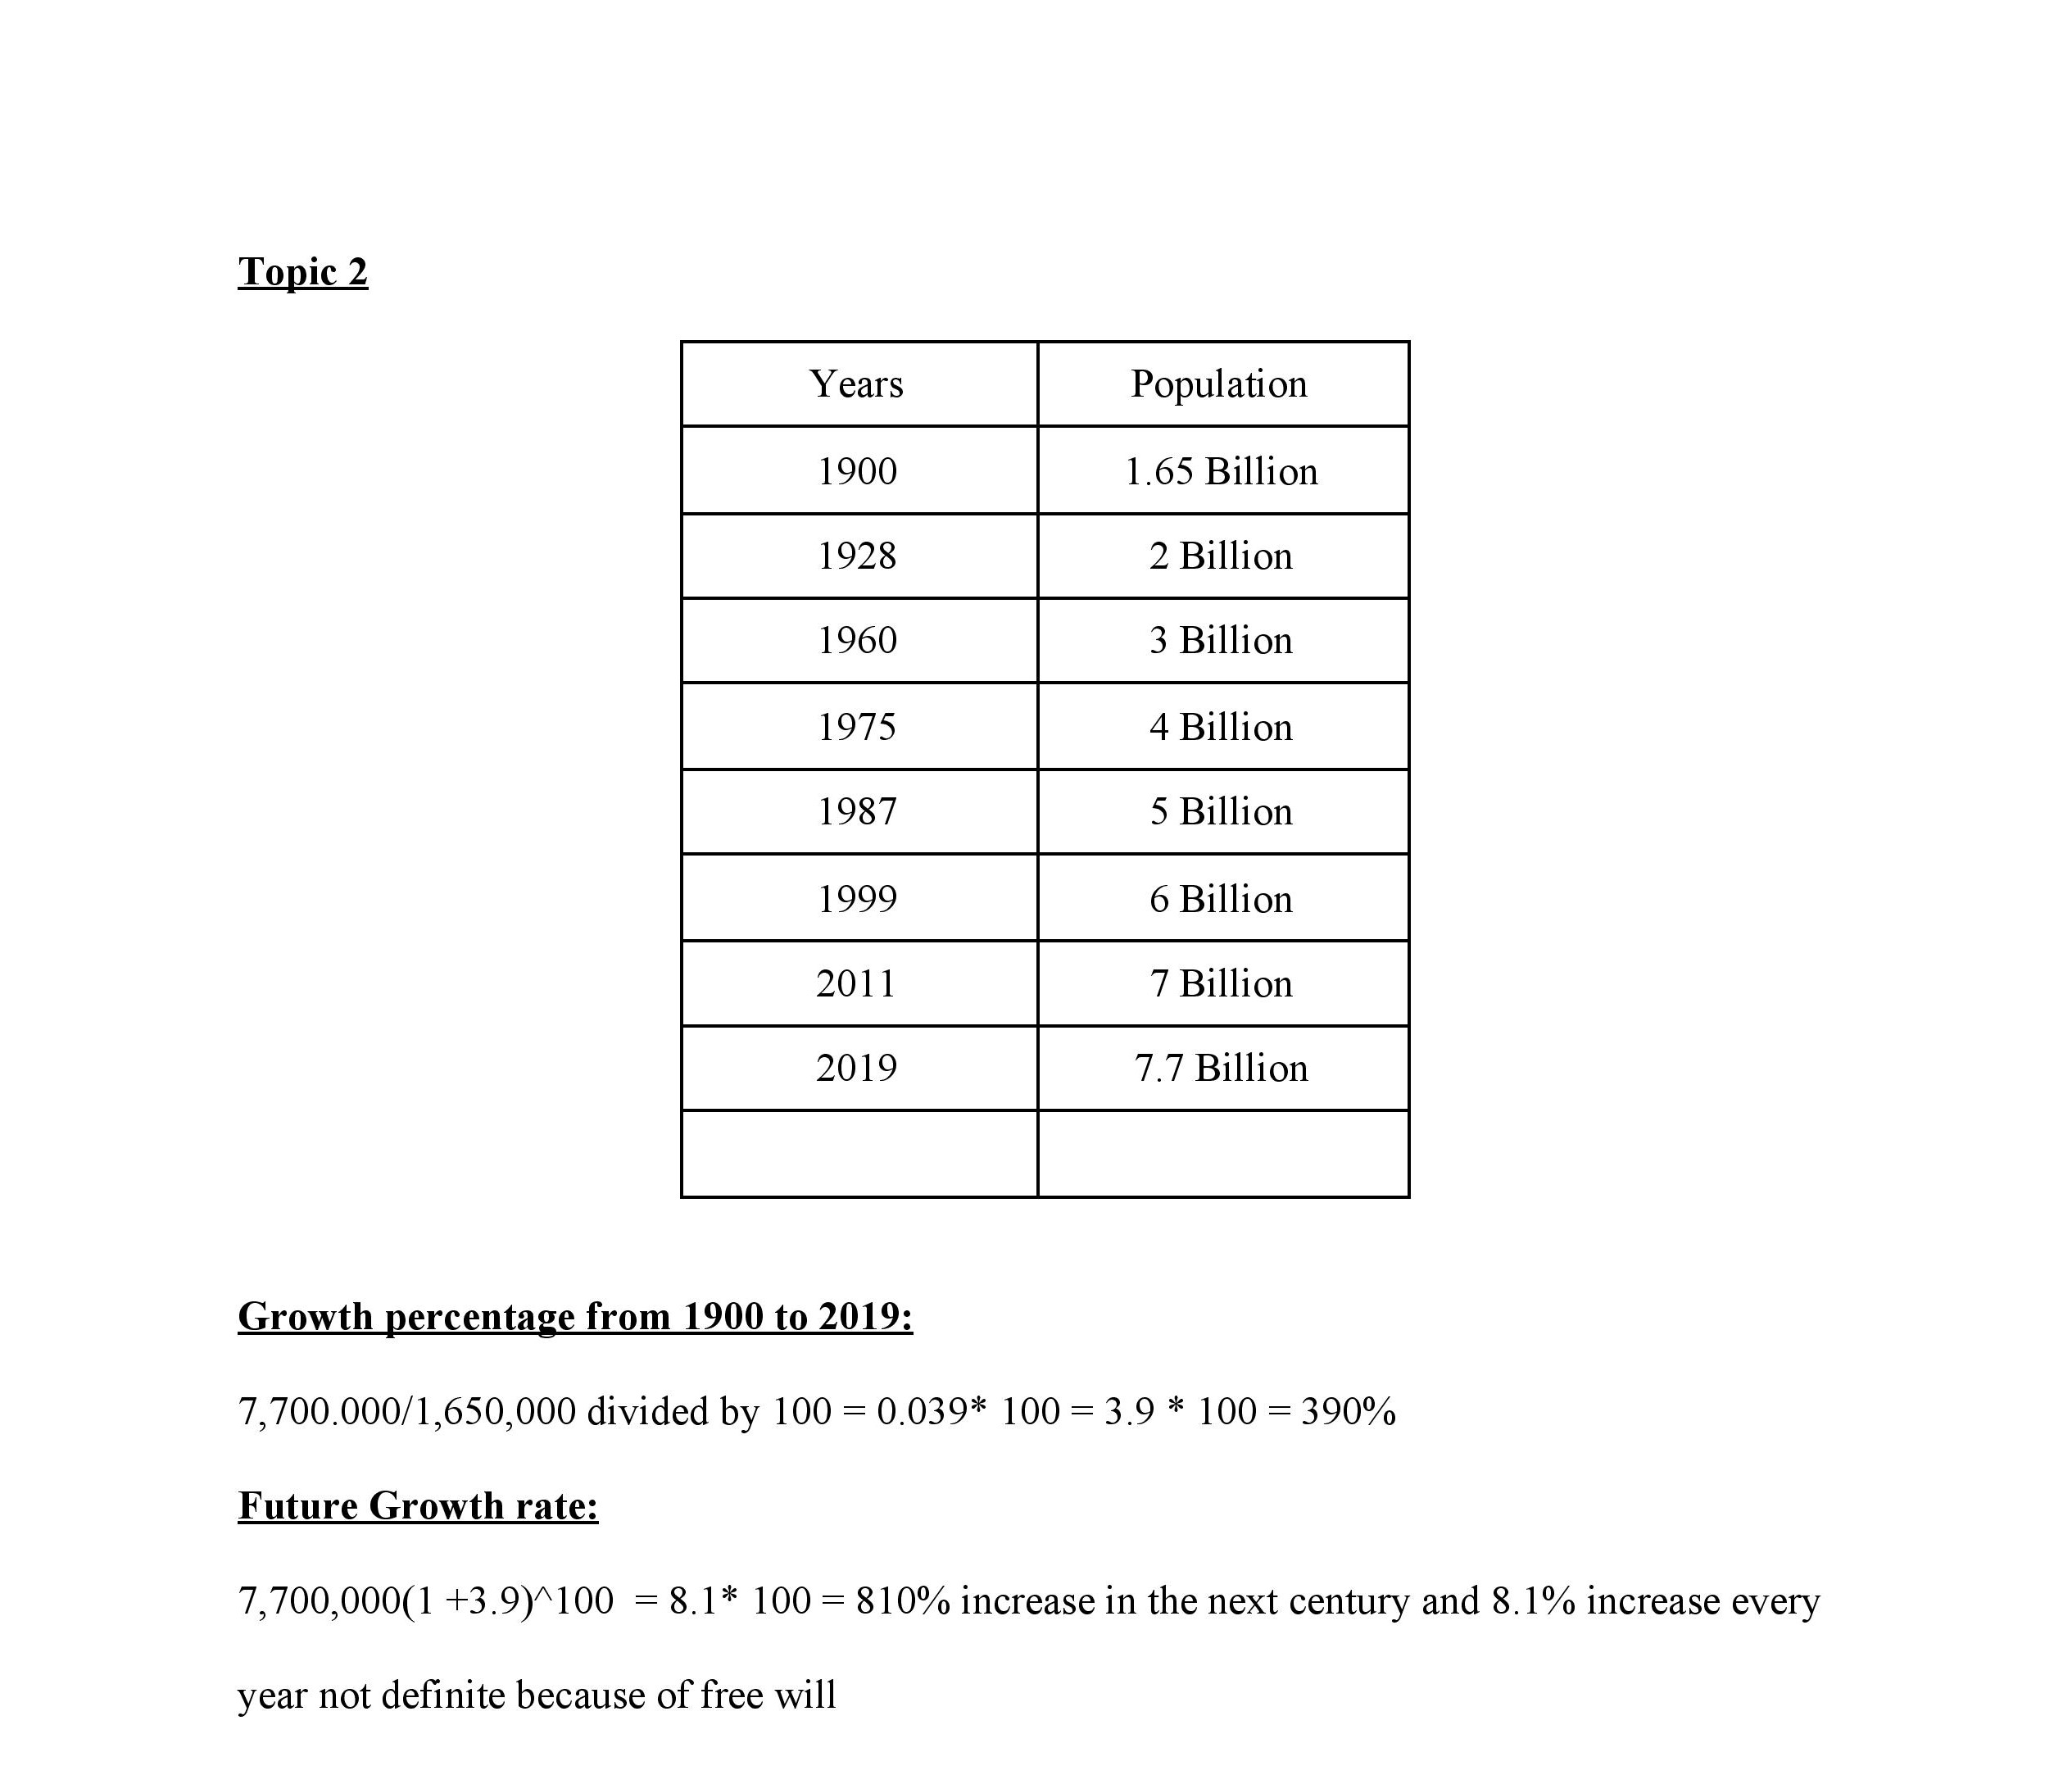 Topic 2
Years Population
1900 1.65 Billion
1928 2 Billion
1960 3 Billion
1975 4 Billion
1987 5 Billion
1999 6 Billion
2011 7 Billion
2019 7.7 Billion
Growth percentage from 1900 to 2019:
7,700.000/1,650,000 divided by 100 = 0.039* 100 = 3.9 * 100 = 390%
Future Growth rate:
7,700,000(1 +3.9)^100  = 8.1* 100 = 810% increase in the next century and 8.1% increase every
year not definite because of free will